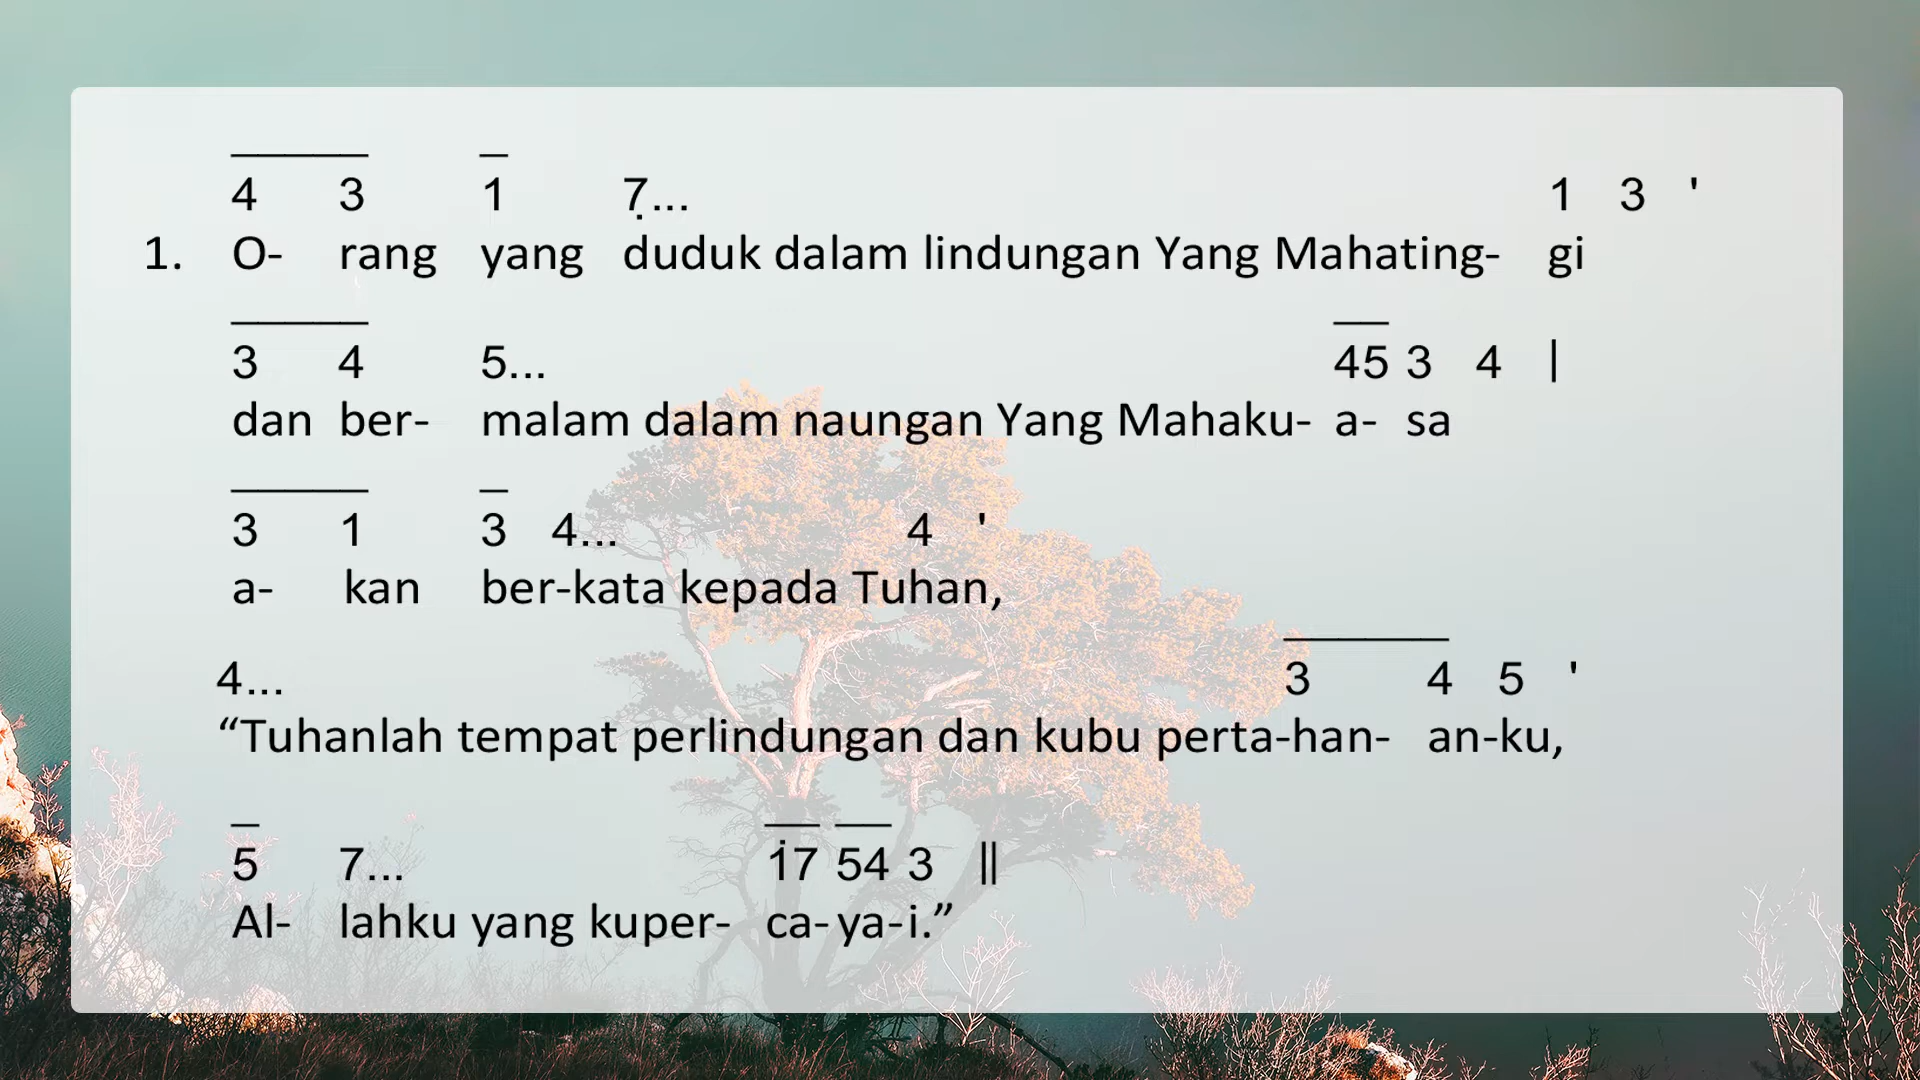 4 3 1 7̣... 1 3 '
1. O- rang yang duduk dalam lindungan Yang Mahating- gi
3 4 5... 45 3 4 |
dan ber- malam dalam naungan Yang Mahaku- a- sa
3 1 3 4... 4 '
a- kan ber-kata kepada Tuhan,
4... 3 4 5 '
“Tuhanlah tempat perlindungan dan kubu perta-han- an-ku,
5 7... 1̇7 54 3 ||
Al- lahku yang kuper- ca-ya-i.”